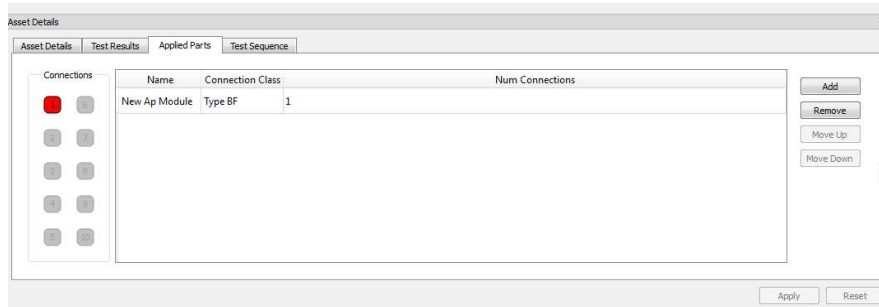 Asset Details
Asset Details Test Results Applied Parts Test Sequence
Connections
1 6
2 7
3 8
4 9
5 10
Name Connection Class Num Connections
New Ap Module Type BF 1
Add
Remove
Move Up
Move Down
Apply Reset